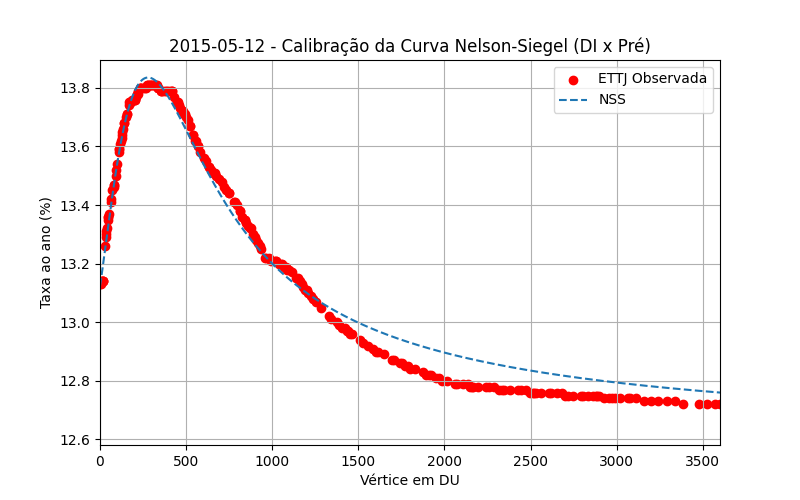 2015-05-12 - Calibração da Curva Nelson-Siegel (DI x Pré)
ETTJ Observada
NSS
13.8
13.6
13.4
13.2
13.0
12.8
12.6
Taxa ao ano (%)
0 500 1000 1500 2000 2500 3000 3500
Vértice em DU